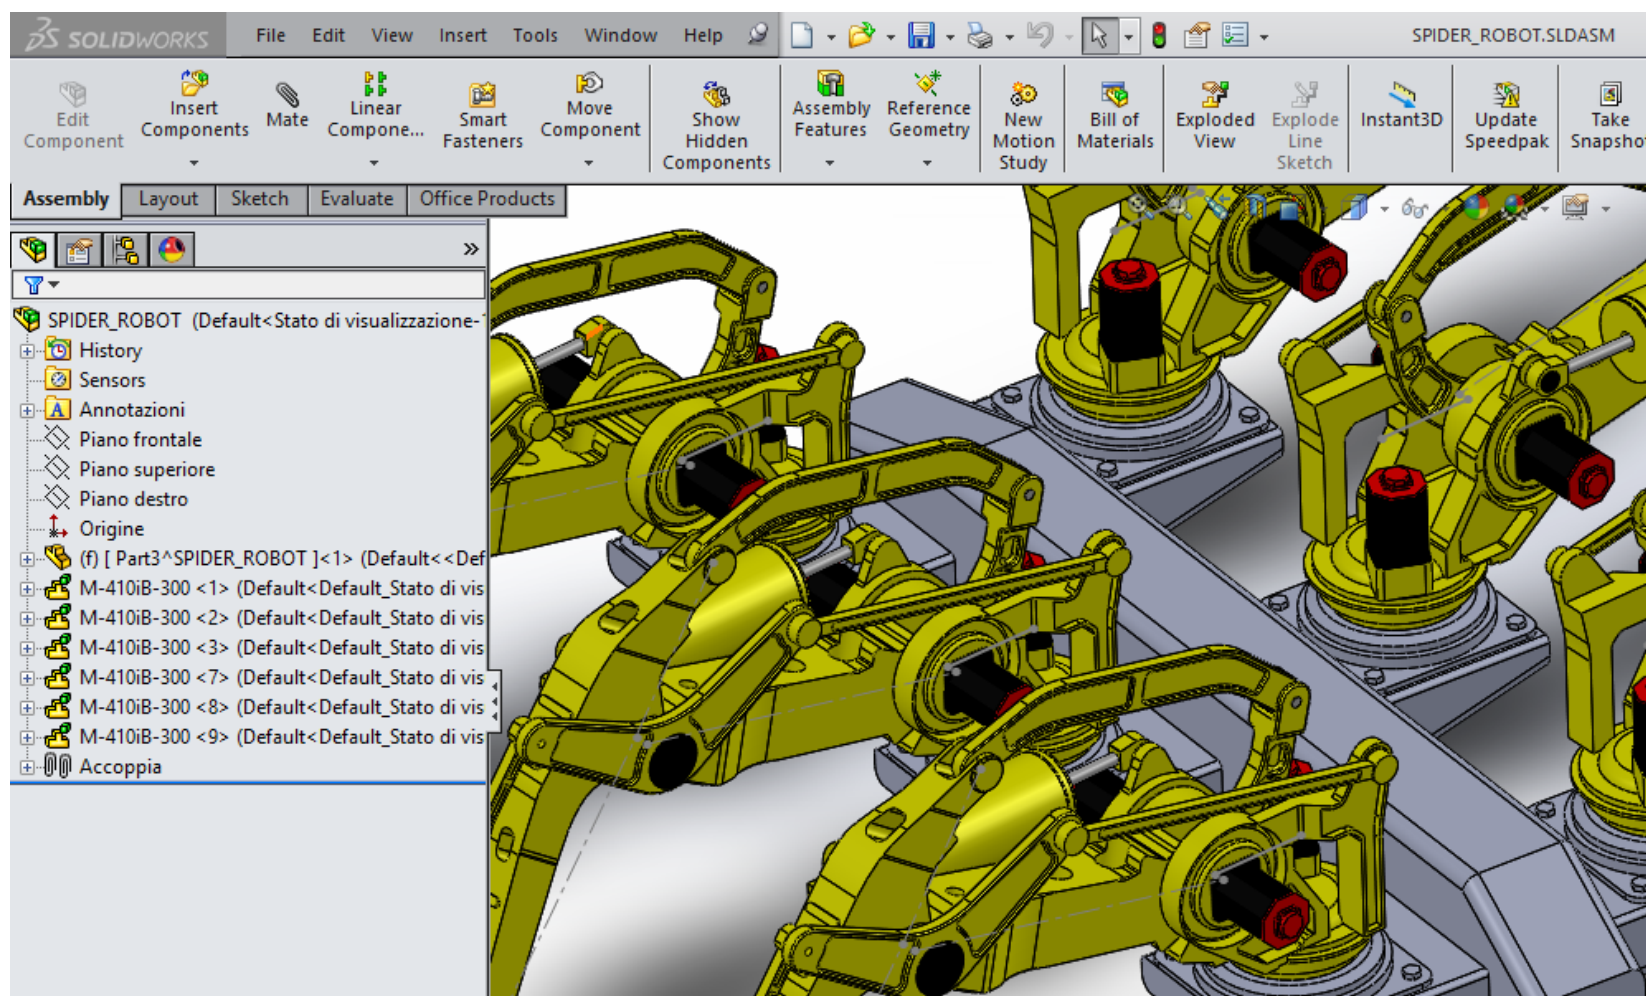 SOLIDWORKS File Edit View Insert Tools Window Help SPIDER_ROBOT.SLDASM
Edit Component
Insert Components
Mate
Linear Compone...
Smart Fasteners
Move Component
Show Hidden Components
Assembly Features
Reference Geometry
New Motion Study
Bill of Materials
Exploded View
Explode Line Sketch
Instant3D
Update Speedpak
Take Snapshot
Assembly Layout Sketch Evaluate Office Products
SPIDER_ROBOT (Default<Stato di visualizzazione-
History
Sensors
A Annotazioni
Piano frontale
Piano superiore
Piano destro
Origine
(f) [ Part3^SPIDER_ROBOT ]<1> (Default<<Def
M-410iB-300 <1> (Default<Default_Stato di vis
M-410iB-300 <2> (Default<Default_Stato di vis
M-410iB-300 <3> (Default<Default_Stato di vis
M-410iB-300 <7> (Default<Default_Stato di vis
M-410iB-300 <8> (Default<Default_Stato di vis
M-410iB-300 <9> (Default<Default_Stato di vis
Accoppia